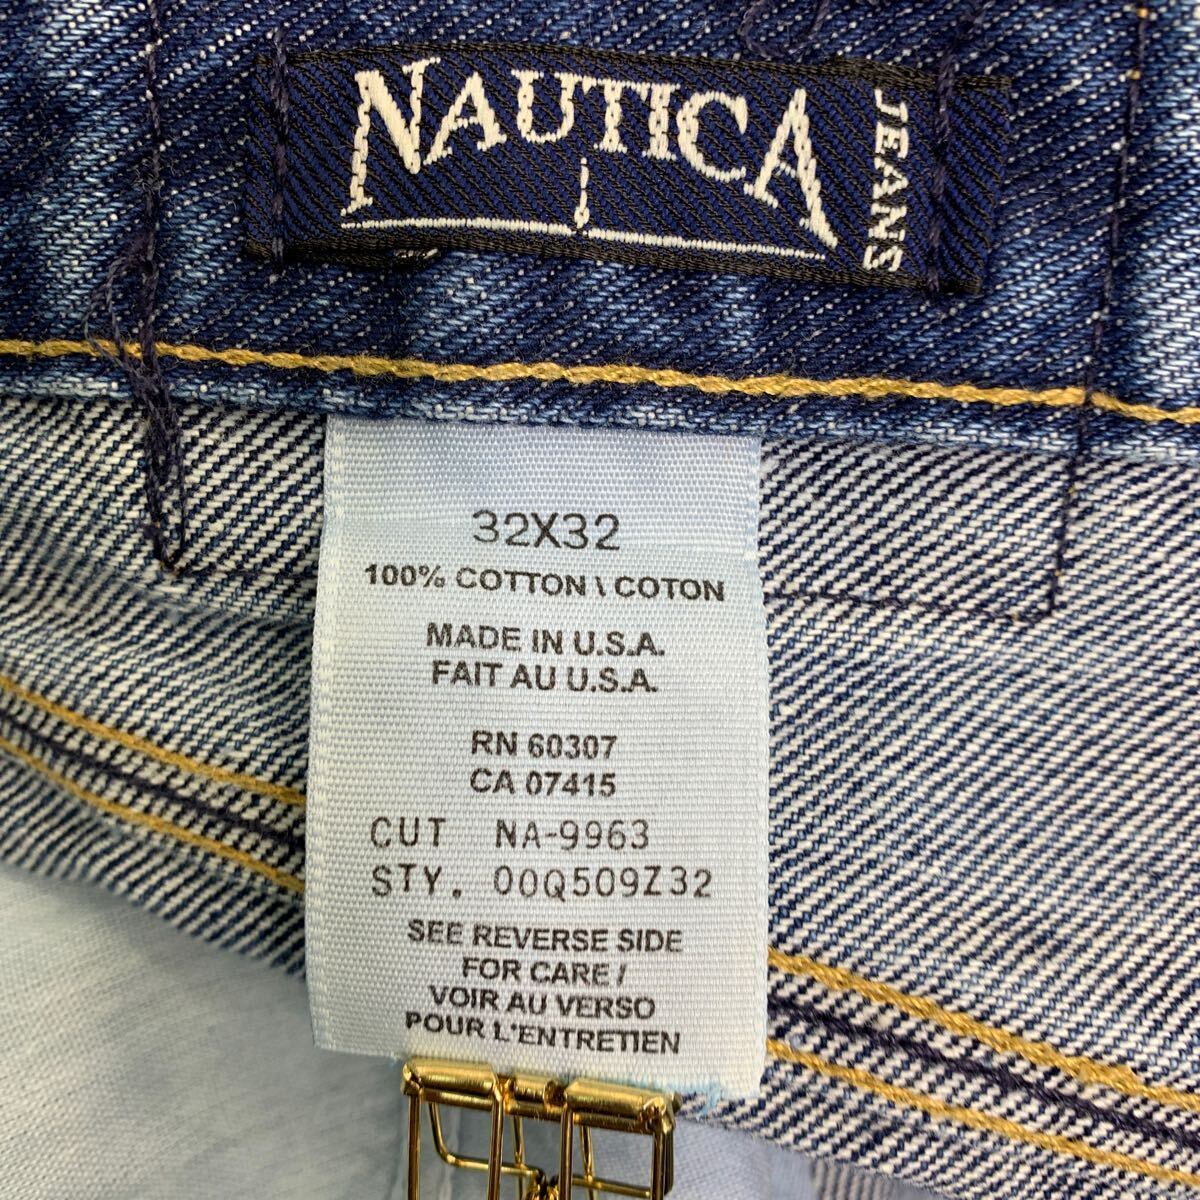 NAUTICA
JEANS
32X32
100% COTTON \ COTON
MADE IN U.S.A.
FAIT AU U.S.A.
RN 60307
CA 07415
CUT NA-9963
STY. 00Q509Z32
SEE REVERSE SIDE
FOR CARE /
VOIR AU VERSO
POUR L'ENTRETIEN